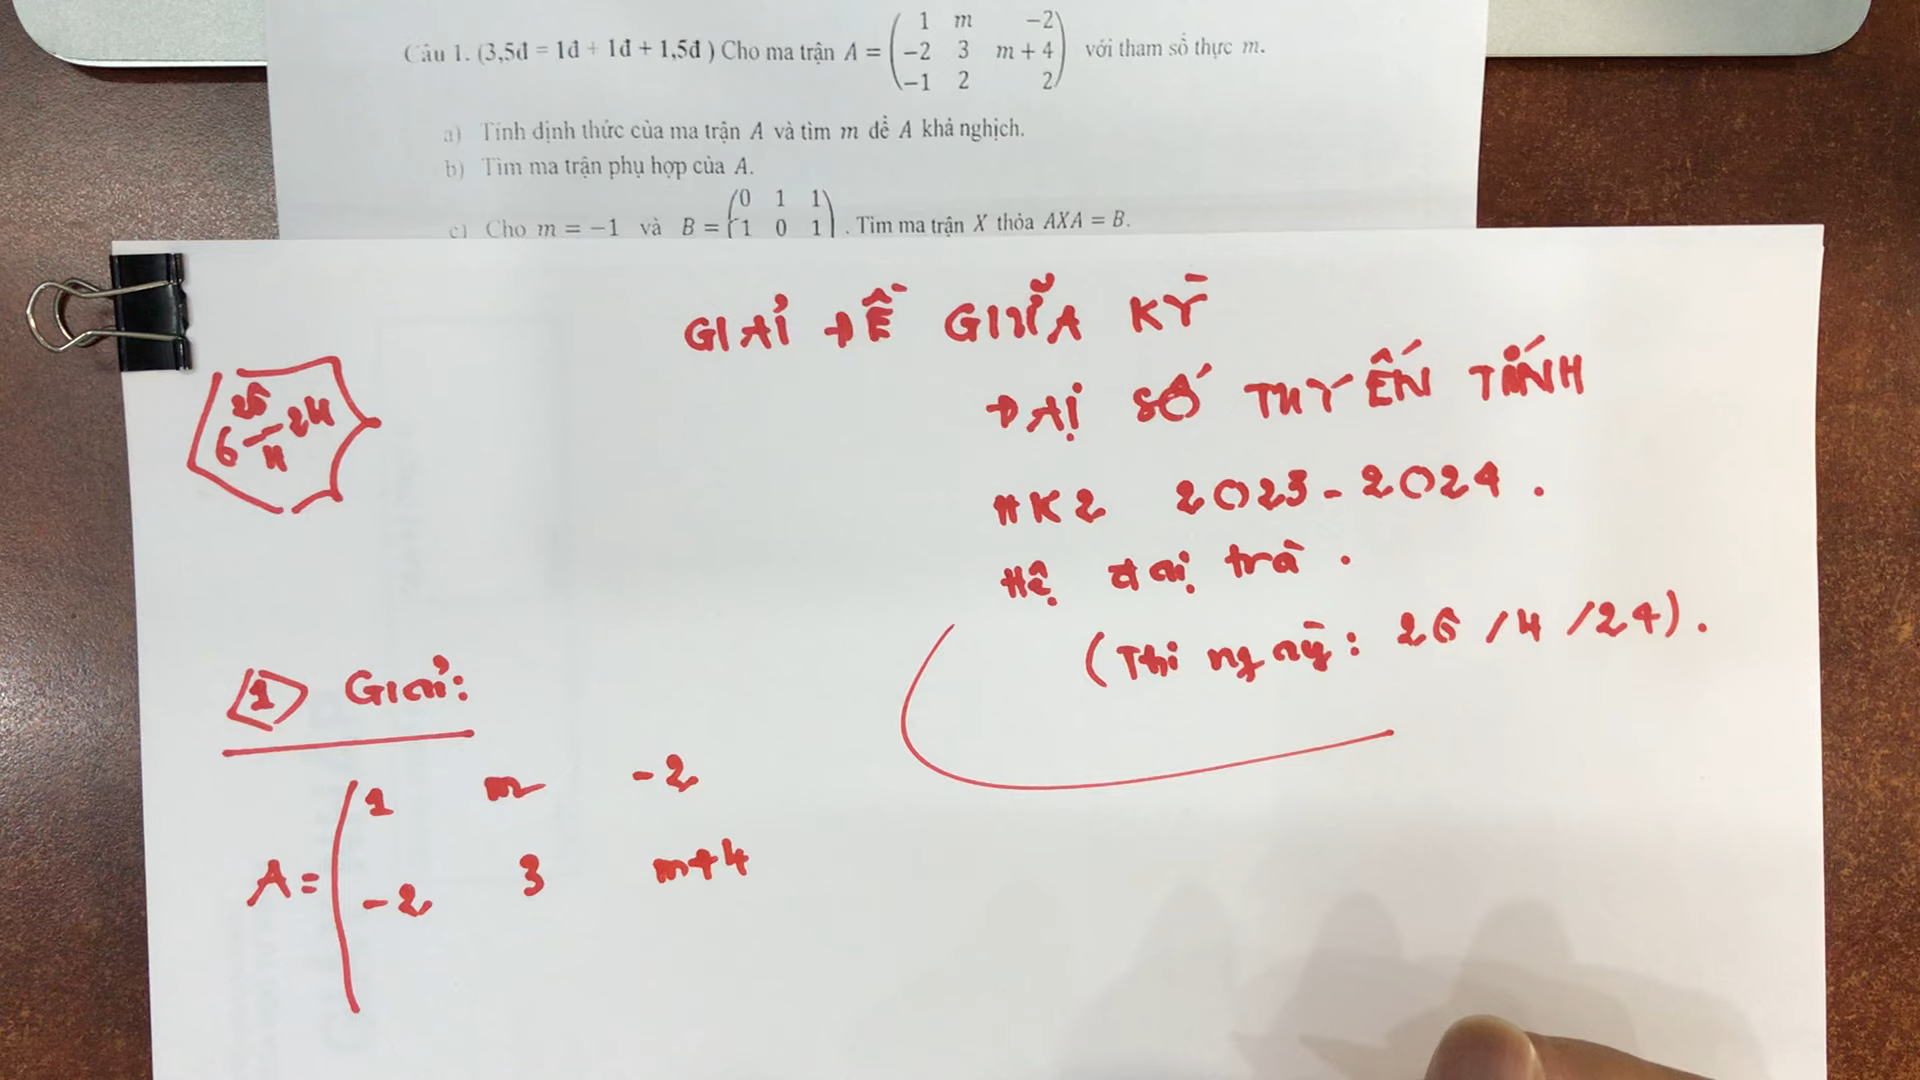 Câu 1. (3,5đ = 1đ + 1đ + 1,5đ ) Cho ma trận A = ( 1 m −2 với tham số thực m.
−2 3 m + 4
−1 2 2 )
a) Tính định thức của ma trận A và tìm m để A khả nghịch.
b) Tìm ma trận phụ hợp của A.
c) Cho m = −1 và B = ( 0 1 1 . Tìm ma trận X thỏa AXA = B.
1 0 1
GIẢI ĐỀ GIỮA KỲ
ĐẠI SỐ TUYẾN TÍNH
HK2 2023-2024.
Hệ đại trà.
(Thi ngày: 26/4/24).
26
6 — 24
4
1 Giải:
A = ( 1 m -2
-2 3 m+4